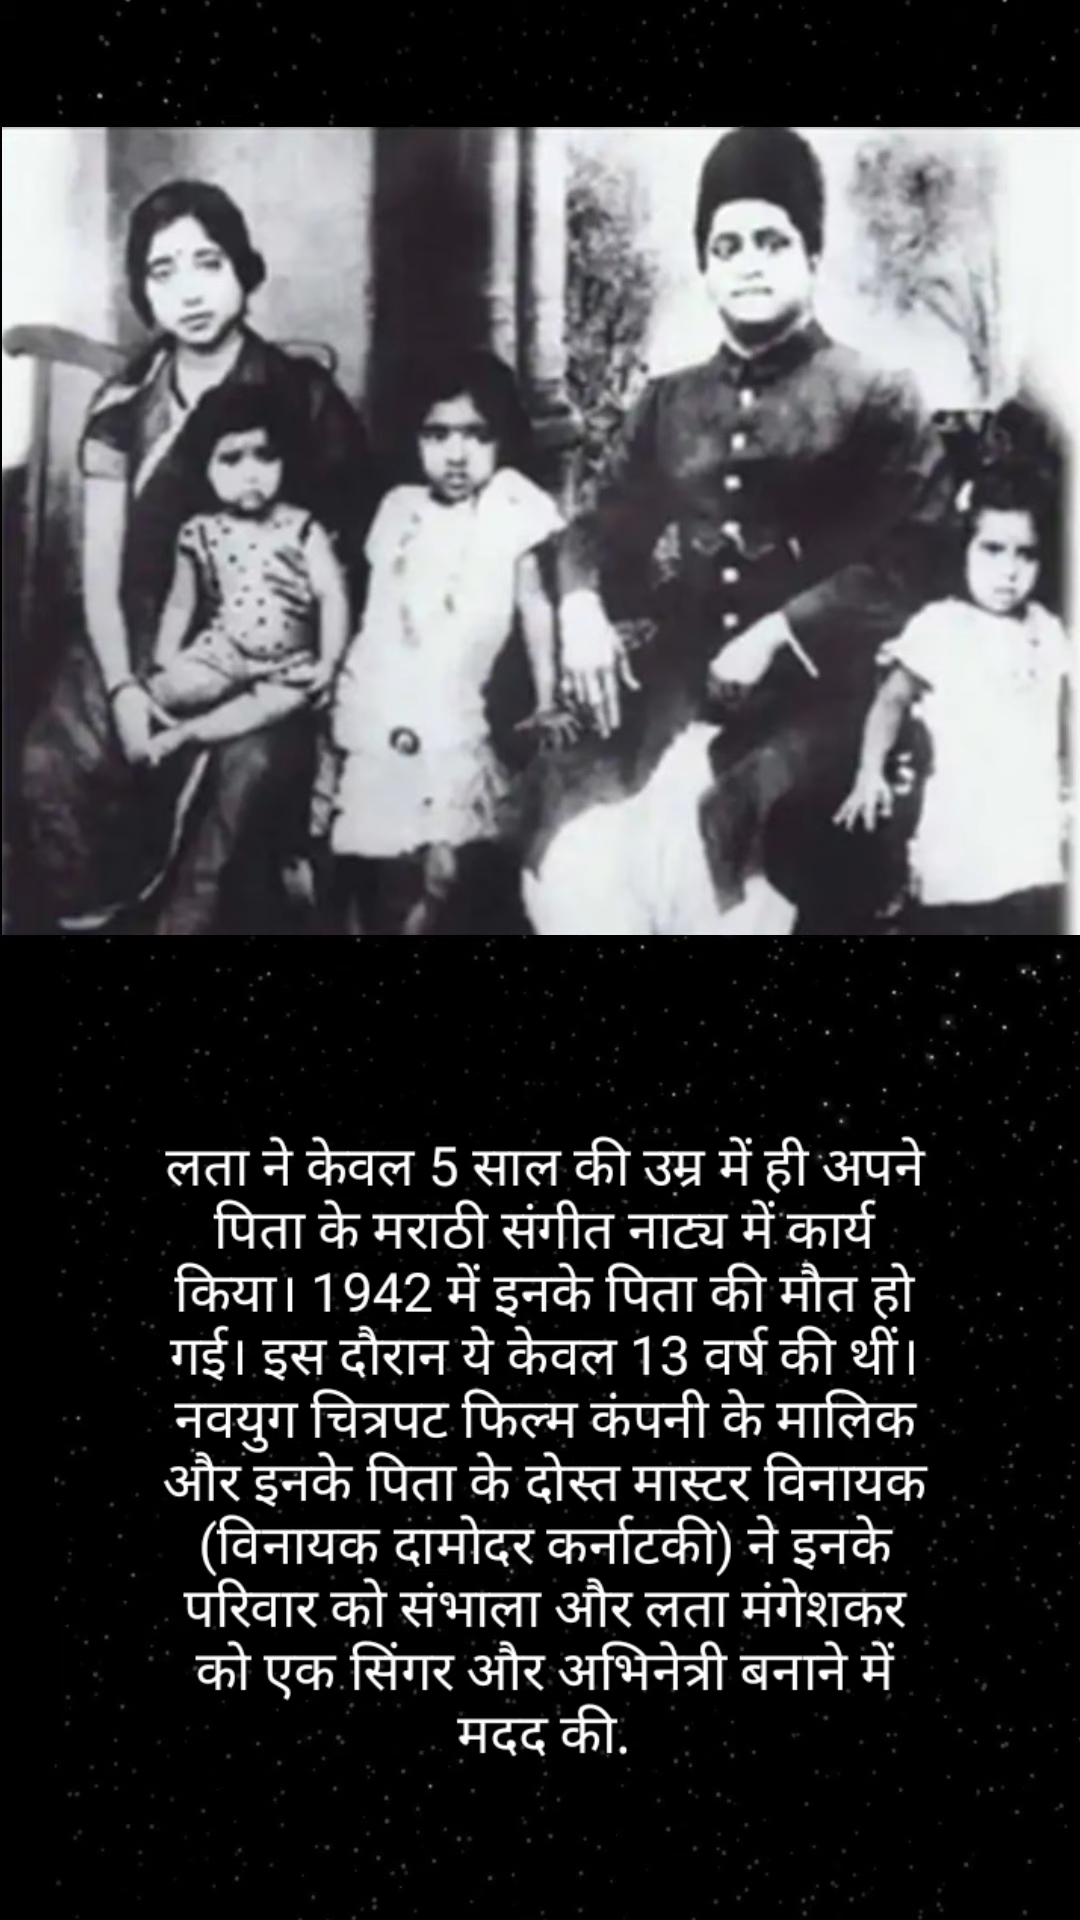 लता ने केवल 5 साल की उम्र में ही अपने
पिता के मराठी संगीत नाट्य में कार्य
किया। 1942 में इनके पिता की मौत हो
गई। इस दौरान ये केवल 13 वर्ष की थीं।
नवयुग चित्रपट फिल्म कंपनी के मालिक
और इनके पिता के दोस्त मास्टर विनायक
(विनायक दामोदर कर्नाटकी) ने इनके
परिवार को संभाला और लता मंगेशकर
को एक सिंगर और अभिनेत्री बनाने में
मदद की.